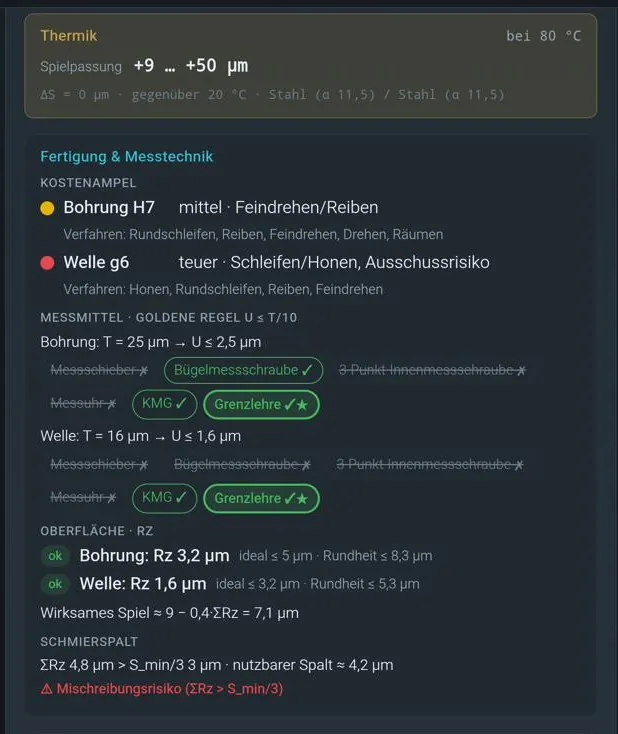 Thermik bei 80 °C
Spielpassung +9 … +50 µm
ΔS = 0 µm · gegenüber 20 °C · Stahl (α 11,5) / Stahl (α 11,5)
Fertigung & Messtechnik
KOSTENAMPEL
Bohrung H7 mittel · Feindrehen/Reiben
Verfahren: Rundschleifen, Reiben, Feindrehen, Drehen, Räumen
Welle g6 teuer · Schleifen/Honen, Ausschussrisiko
Verfahren: Honen, Rundschleifen, Reiben, Feindrehen
MESSMITTEL · GOLDENE REGEL U ≤ T/10
Bohrung: T = 25 µm → U ≤ 2,5 µm
Messschieber ✗ Bügelmessschraube ✓ 3-Punkt-Innenmessschraube ✗
Messuhr ✗ KMG ✓ Grenzlehre ✓★
Welle: T = 16 µm → U ≤ 1,6 µm
Messschieber ✗ Bügelmessschraube ✗ 3-Punkt-Innenmessschraube ✗
Messuhr ✗ KMG ✓ Grenzlehre ✓★
OBERFLÄCHE · RZ
ok Bohrung: Rz 3,2 µm ideal ≤ 5 µm · Rundheit ≤ 8,3 µm
ok Welle: Rz 1,6 µm ideal ≤ 3,2 µm · Rundheit ≤ 5,3 µm
Wirksames Spiel ≈ 9 − 0,4·ΣRz = 7,1 µm
SCHMIERSPALT
ΣRz 4,8 µm > S_min/3 3 µm · nutzbarer Spalt ≈ 4,2 µm
⚠ Mischreibungsrisiko (ΣRz > S_min/3)